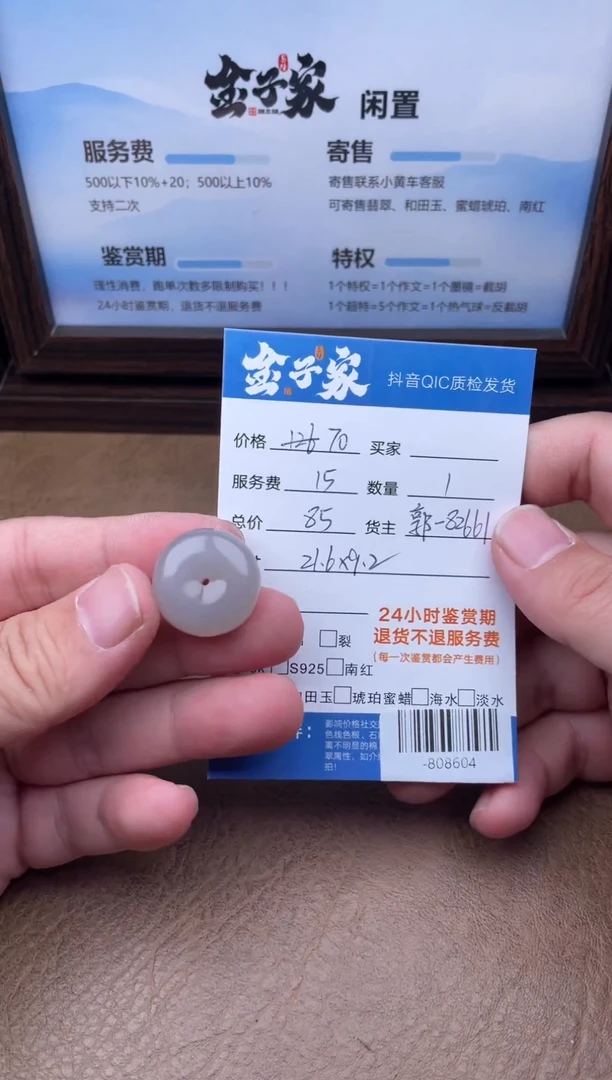 金子家 闲置
服务费
500以下10%+20；500以上10%
支持二次
寄售
寄售联系小黄车客服
可寄售翡翠、和田玉、蜜蜡琥珀、南红
鉴赏期
理性消费，跑单次数多限制购买！！！
24小时鉴赏期，退货不退服务费
特权
1个特权=1个作文=1个墨镜=截胡
1个超特=5个作文=1个热气球=反截胡
金子家 抖音QIC质检发货
价格 126 70 买家
服务费 15 数量 1
总价 85 货主 郭-82661
21.6×9.2
24小时鉴赏期
退货不退服务费
（每一次鉴赏都会产生费用）
裂
S925 南红
田玉 琥珀蜜蜡 海水 淡水
-808604